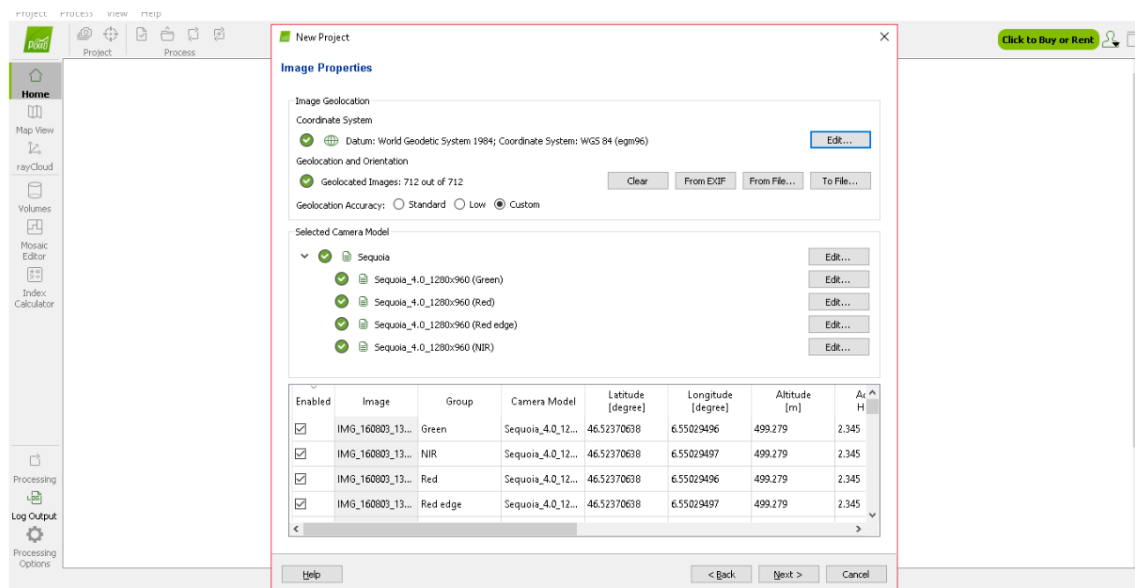 Project Process View Help
PIX4D
Project
Process
Click to Buy or Rent
Home
Map View
rayCloud
Volumes
Mosaic
Editor
Index
Calculator
Processing
LOG
Log Output
Processing
Options
New Project
Image Properties
Image Geolocation
Coordinate System
Datum: World Geodetic System 1984; Coordinate System: WGS 84 (egm96) Edit...
Geolocation and Orientation
Geolocated Images: 712 out of 712 Clear From EXIF From File... To File...
Geolocation Accuracy: Standard Low Custom
Selected Camera Model
Sequoia Edit...
Sequoia_4.0_1280x960 (Green) Edit...
Sequoia_4.0_1280x960 (Red) Edit...
Sequoia_4.0_1280x960 (Red edge) Edit...
Sequoia_4.0_1280x960 (NIR) Edit...
Enabled Image Group Camera Model Latitude [degree] Longitude [degree] Altitude [m] Ac H
IMG_160803_13... Green Sequoia_4.0_12... 46.52370638 6.55029496 499.279 2.345
IMG_160803_13... NIR Sequoia_4.0_12... 46.52370638 6.55029497 499.279 2.345
IMG_160803_13... Red Sequoia_4.0_12... 46.52370638 6.55029496 499.279 2.345
IMG_160803_13... Red edge Sequoia_4.0_12... 46.52370638 6.55029497 499.279 2.345
Help < Back Next > Cancel